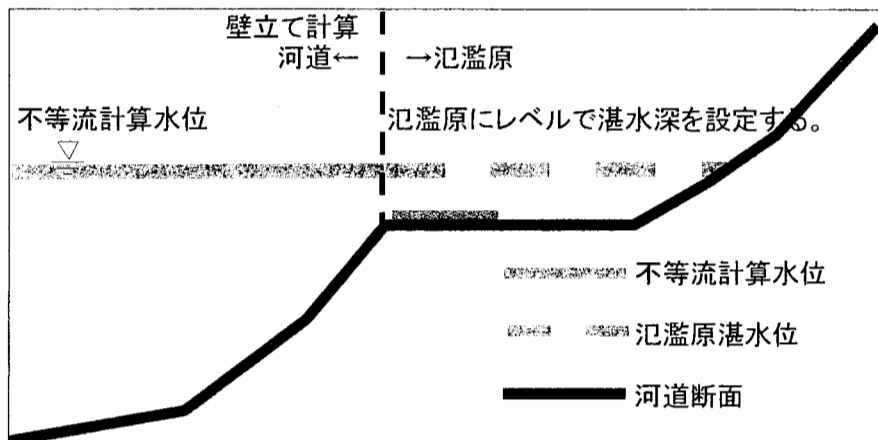 壁立て計算
河道← →氾濫原
不等流計算水位
氾濫原にレベルで湛水深を設定する。
不等流計算水位
氾濫原湛水位
河道断面